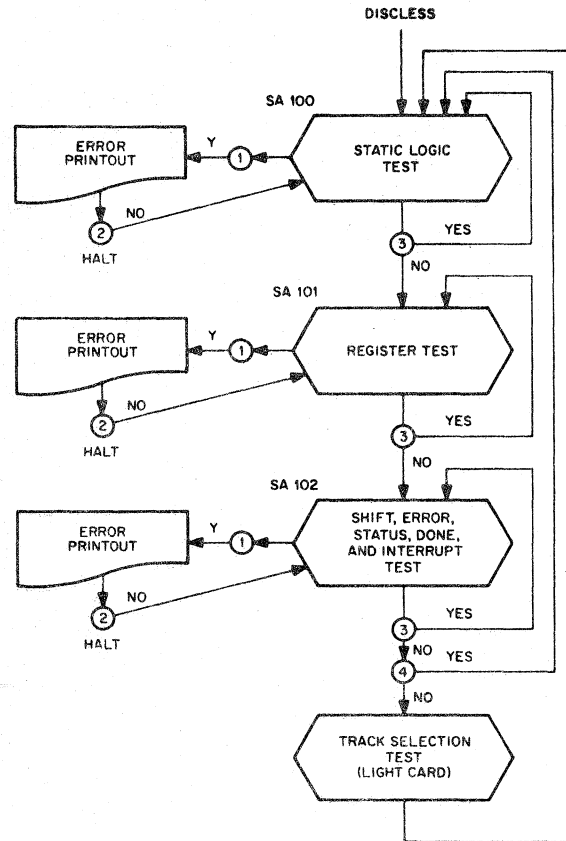 DISCLESS
SA 100
ERROR
PRINTOUT
Y
1
STATIC LOGIC
TEST
NO
2
HALT
3
YES
NO
SA 101
ERROR
PRINTOUT
Y
1
REGISTER TEST
NO
2
HALT
3
YES
NO
SA 102
ERROR
PRINTOUT
Y
1
SHIFT, ERROR,
STATUS, DONE,
AND INTERRUPT
TEST
NO
2
HALT
3
YES
NO
4
YES
NO
TRACK SELECTION
TEST
(LIGHT CARD)